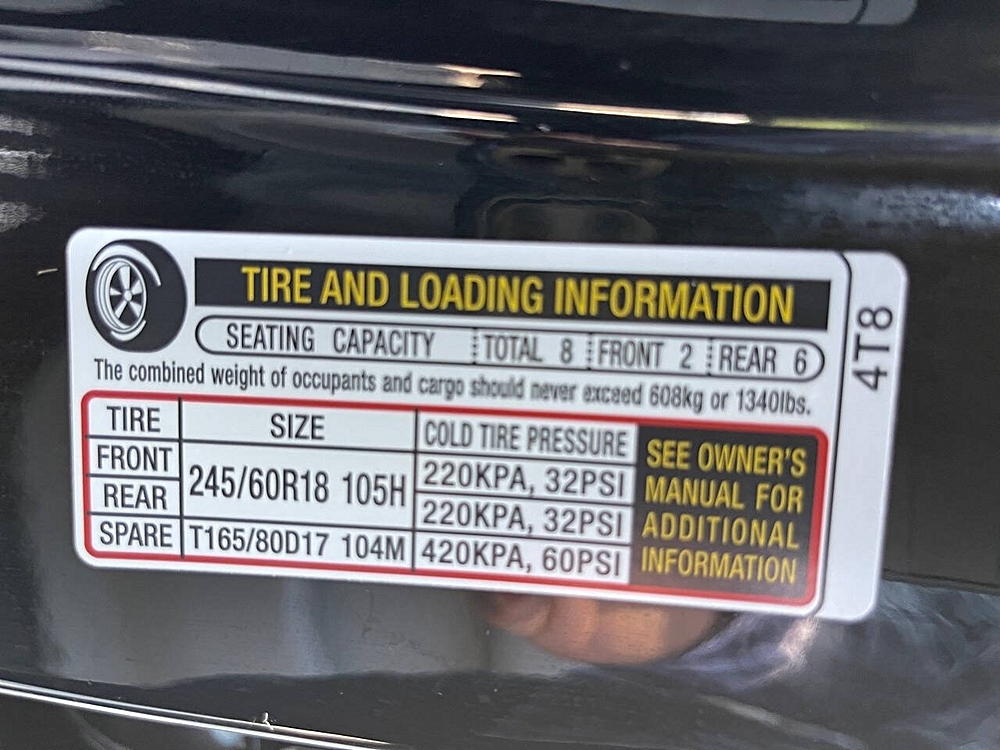 TIRE AND LOADING INFORMATION
SEATING CAPACITY TOTAL 8 FRONT 2 REAR 6
The combined weight of occupants and cargo should never exceed 608kg or 1340lbs.
TIRE SIZE COLD TIRE PRESSURE
FRONT 245/60R18 105H 220KPA, 32PSI
REAR 220KPA, 32PSI
SPARE T165/80D17 104M 420KPA, 60PSI
SEE OWNER'S
MANUAL FOR
ADDITIONAL
INFORMATION
4T8